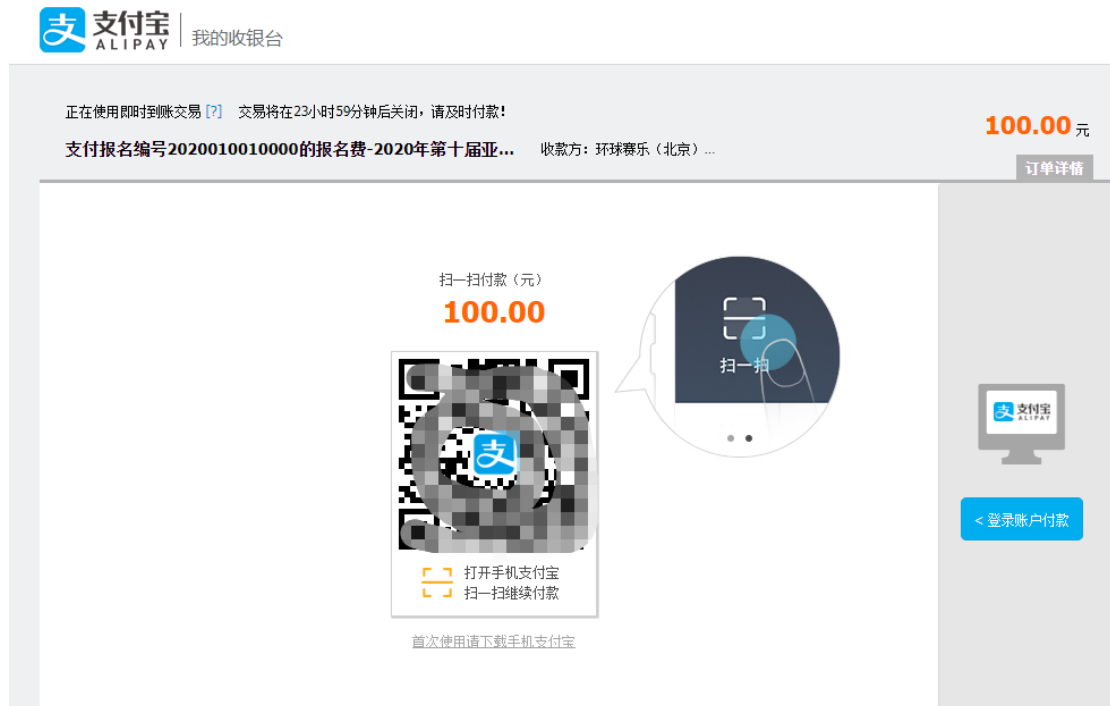 支付宝
ALIPAY
我的收银台
正在使用即时到账交易 [?] 交易将在23小时59分钟后关闭，请及时付款！
100.00 元
支付报名编号2020010010000的报名费-2020年第十届亚... 收款方：环球赛乐（北京）...
订单详情
扫一扫付款（元）
100.00
扫一扫
支付宝
ALIPAY
支
< 登录账户付款
打开手机支付宝
扫一扫继续付款
首次使用请下载手机支付宝